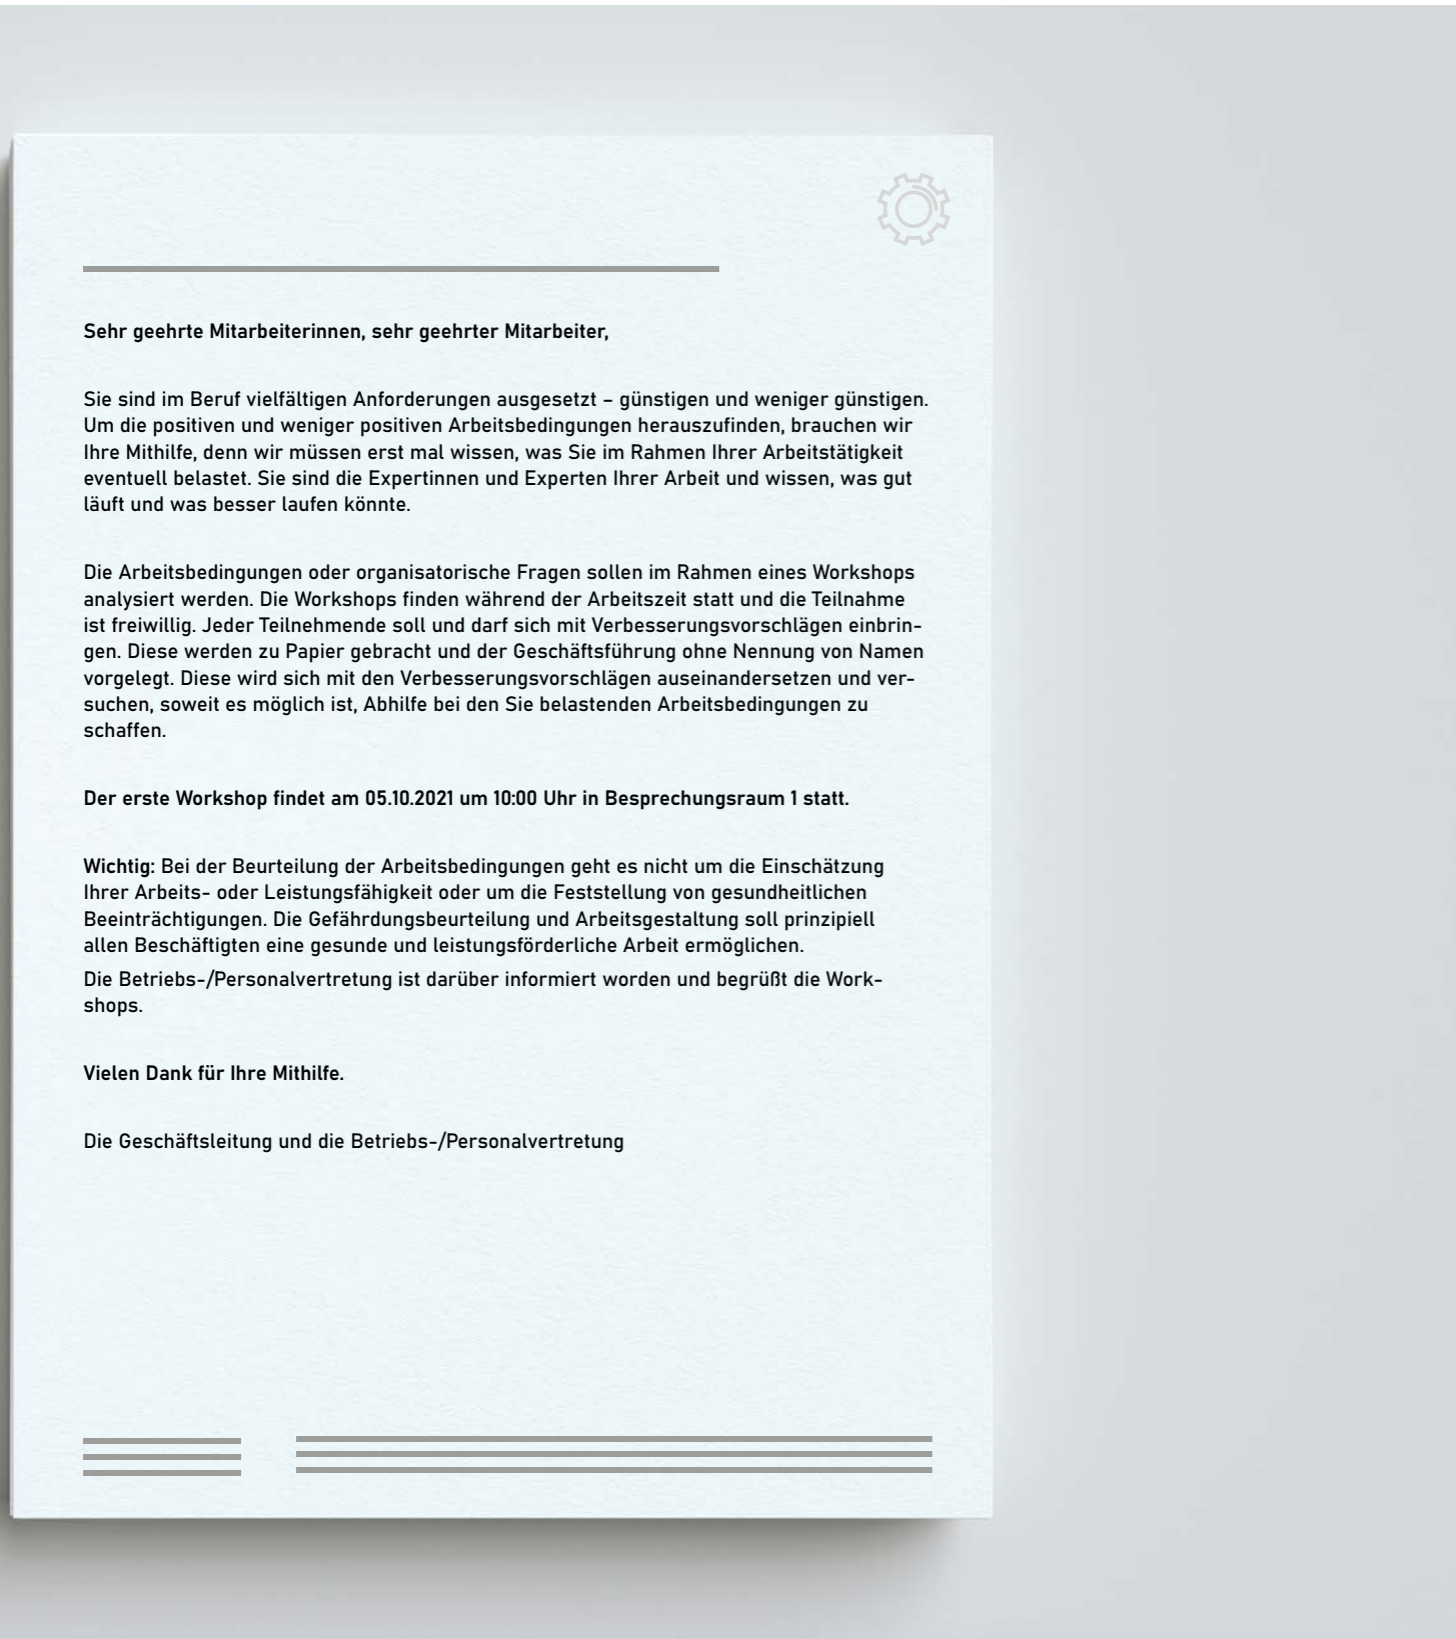 Sehr geehrte Mitarbeiterinnen, sehr geehrter Mitarbeiter,
Sie sind im Beruf vielfältigen Anforderungen ausgesetzt – günstigen und weniger günstigen.
Um die positiven und weniger positiven Arbeitsbedingungen herauszufinden, brauchen wir
Ihre Mithilfe, denn wir müssen erst mal wissen, was Sie im Rahmen Ihrer Arbeitstätigkeit
eventuell belastet. Sie sind die Expertinnen und Experten Ihrer Arbeit und wissen, was gut
läuft und was besser laufen könnte.
Die Arbeitsbedingungen oder organisatorische Fragen sollen im Rahmen eines Workshops
analysiert werden. Die Workshops finden während der Arbeitszeit statt und die Teilnahme
ist freiwillig. Jeder Teilnehmende soll und darf sich mit Verbesserungsvorschlägen einbrin-
gen. Diese werden zu Papier gebracht und der Geschäftsführung ohne Nennung von Namen
vorgelegt. Diese wird sich mit den Verbesserungsvorschlägen auseinandersetzen und ver-
suchen, soweit es möglich ist, Abhilfe bei den Sie belastenden Arbeitsbedingungen zu
schaffen.
Der erste Workshop findet am 05.10.2021 um 10:00 Uhr in Besprechungsraum 1 statt.
Wichtig: Bei der Beurteilung der Arbeitsbedingungen geht es nicht um die Einschätzung
Ihrer Arbeits- oder Leistungsfähigkeit oder um die Feststellung von gesundheitlichen
Beeinträchtigungen. Die Gefährdungsbeurteilung und Arbeitsgestaltung soll prinzipiell
allen Beschäftigten eine gesunde und leistungsförderliche Arbeit ermöglichen.
Die Betriebs-/Personalvertretung ist darüber informiert worden und begrüßt die Work-
shops.
Vielen Dank für Ihre Mithilfe.
Die Geschäftsleitung und die Betriebs-/Personalvertretung